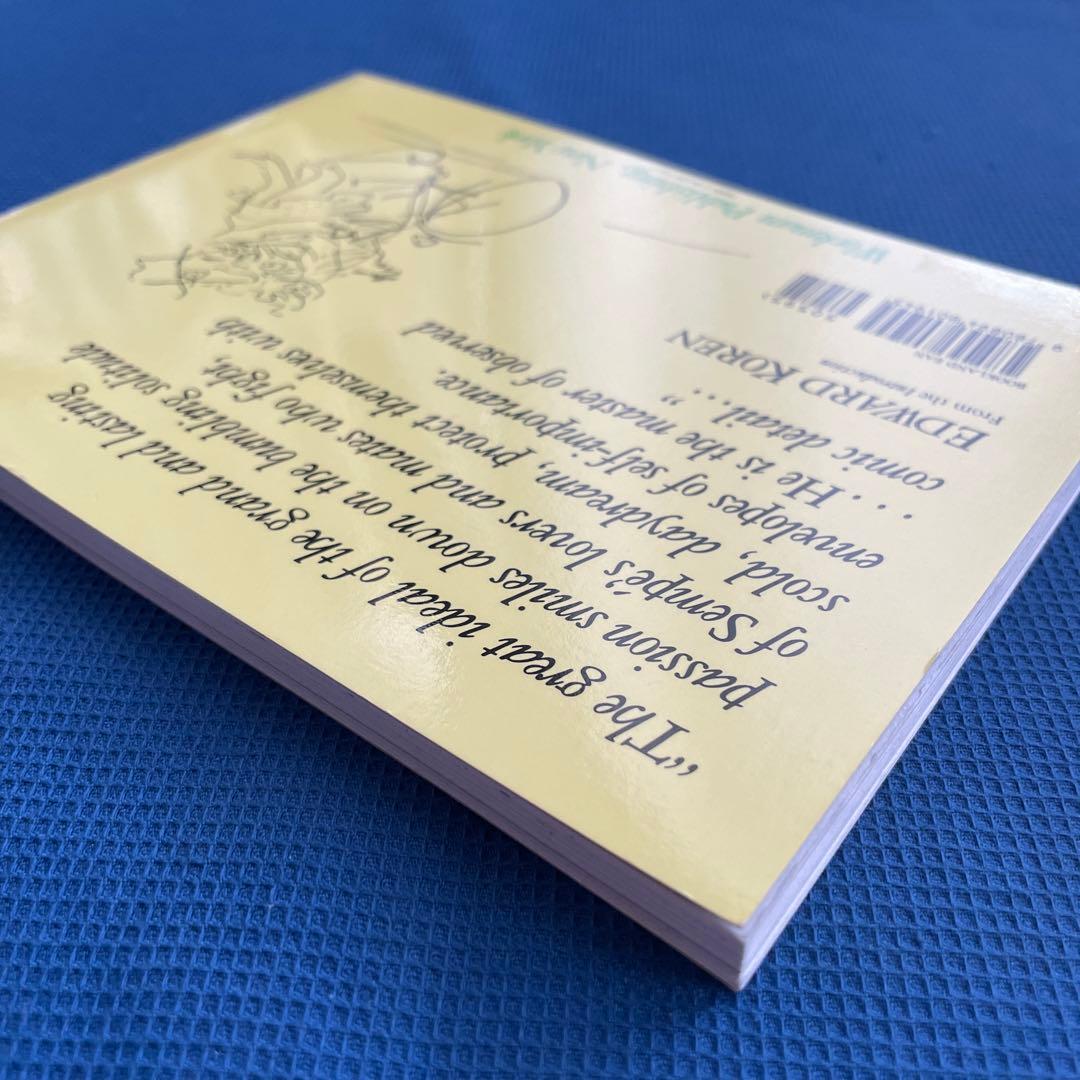 “The great ideal of the grand and lasting
passion smiles down on the bumbling solitude
of Sempé's lovers and mates who fight,
scold, daydream, protect themselves with
envelopes of self-importance.
. . . He is the master of observed
comic detail . . .”
EDWARD KOREN
From the Introduction
BOOKLAND EAN
Workman Publishing, New York